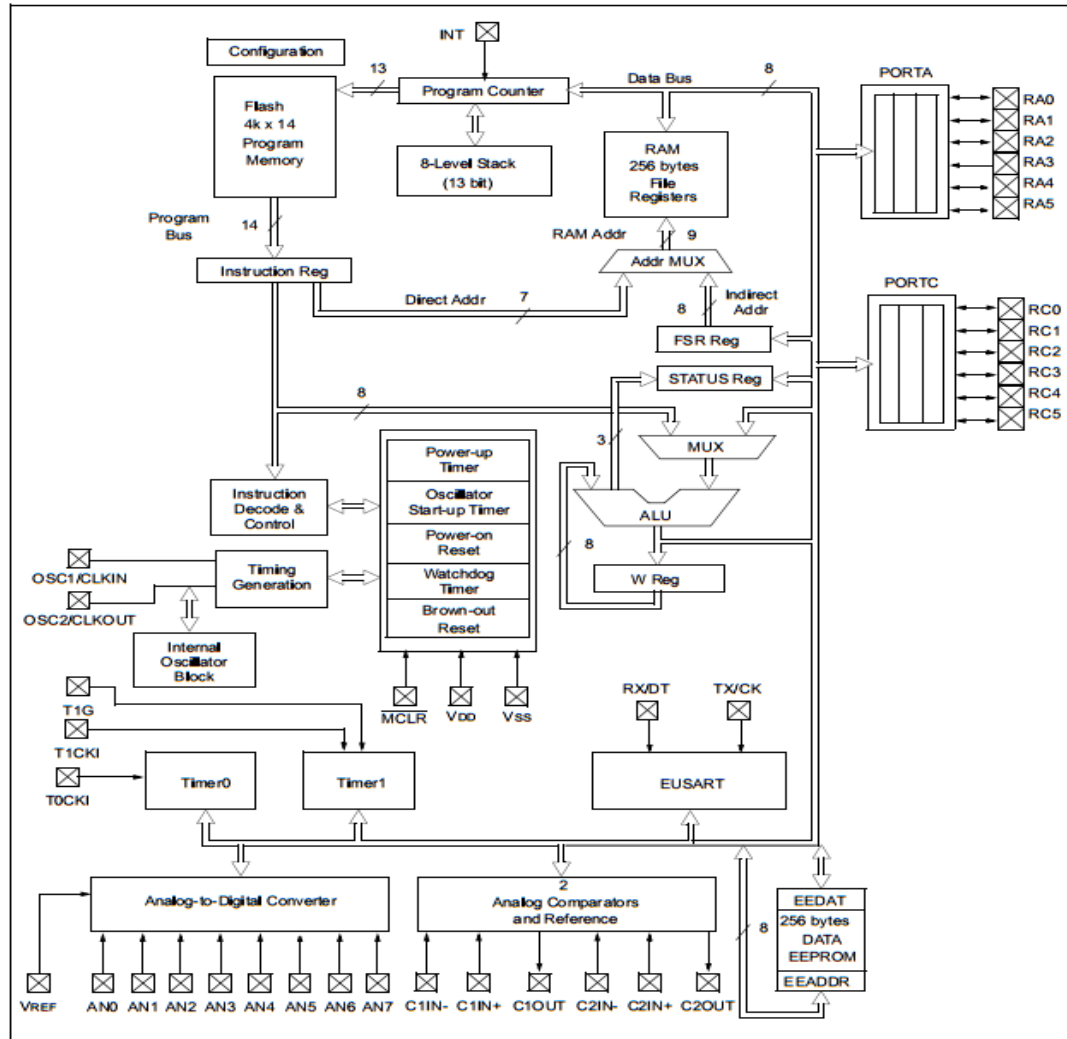 INT
Configuration
13
Program Counter
Data Bus
8
PORTA
Flash
4k x 14
Program
Memory
8-Level Stack
(13 bit)
RAM
256 bytes
File
Registers
RA0
RA1
RA2
RA3
RA4
RA5
Program
Bus
14
RAM Addr
9
Addr MUX
Instruction Reg
Direct Addr
7
8
Indirect
Addr
FSR Reg
STATUS Reg
PORTC
RC0
RC1
RC2
RC3
RC4
RC5
8
3
MUX
Power-up
Timer
Oscillator
Start-up Timer
Power-on
Reset
Watchdog
Timer
Brown-out
Reset
Instruction
Decode &
Control
ALU
8
W Reg
OSC1/CLKIN
Timing
Generation
OSC2/CLKOUT
Internal
Oscillator
Block
MCLR
VDD
VSS
T1G
T1CKI
T0CKI
Timer0
Timer1
RX/DT
TX/CK
EUSART
Analog-to-Digital Converter
2
Analog Comparators
and Reference
8
EEDAT
256 bytes
DATA
EEPROM
EEADDR
VREF
AN0
AN1
AN2
AN3
AN4
AN5
AN6
AN7
C1IN-
C1IN+
C1OUT
C2IN-
C2IN+
C2OUT